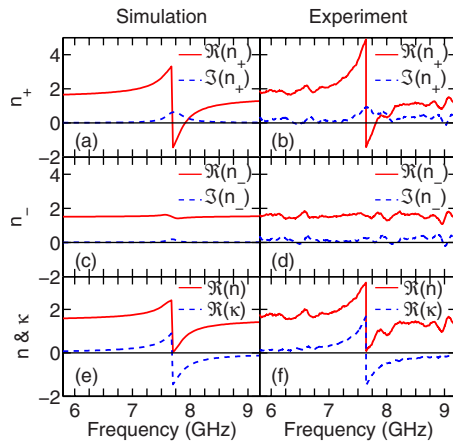 Simulation Experiment
ℜ(n+) ℜ(n+)
ℑ(n+) ℑ(n+)
n+
4
2
0
(a) (b)
−2
ℜ(n−) ℜ(n−)
ℑ(n−) ℑ(n−)
n−
4
2
0
(c) (d)
−2
ℜ(n) ℜ(n)
ℜ(κ) ℜ(κ)
n & κ
2
0
(e) (f)
−2
6 7 8 9 6 7 8 9
Frequency (GHz) Frequency (GHz)